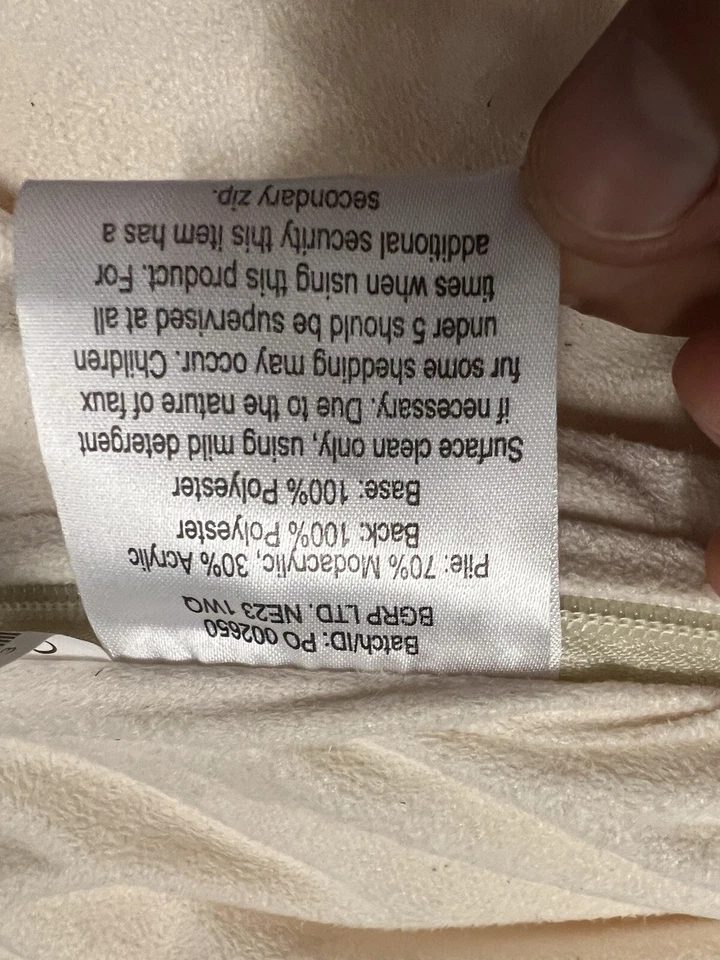 Batch/ID: PO 002650
BGRP LTD. NE23 1WQ
Pile: 70% Modacrylic, 30% Acrylic
Back: 100% Polyester
Base: 100% Polyester
Surface clean only, using mild detergent
if necessary. Due to the nature of faux
fur some shedding may occur. Children
under 5 should be supervised at all
times when using this product. For
additional security this item has a
secondary zip.